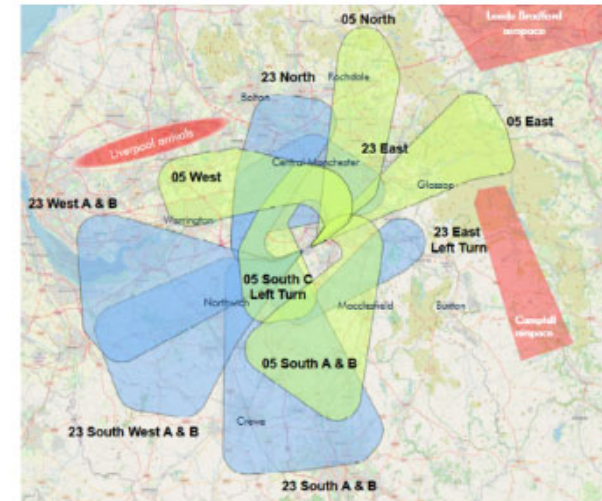 05 North
Leeds Bradford
airspace
23 North
Rochdale
Bolton
05 East
Liverpool arrivals
23 East
Central Manchester
05 West
Glossop
23 West A & B
Warrington
23 East
Left Turn
05 South C
Left Turn
Northwich
Macclesfield
Buxton
Camphill
airspace
05 South A & B
Crewe
23 South West A & B
23 South A & B